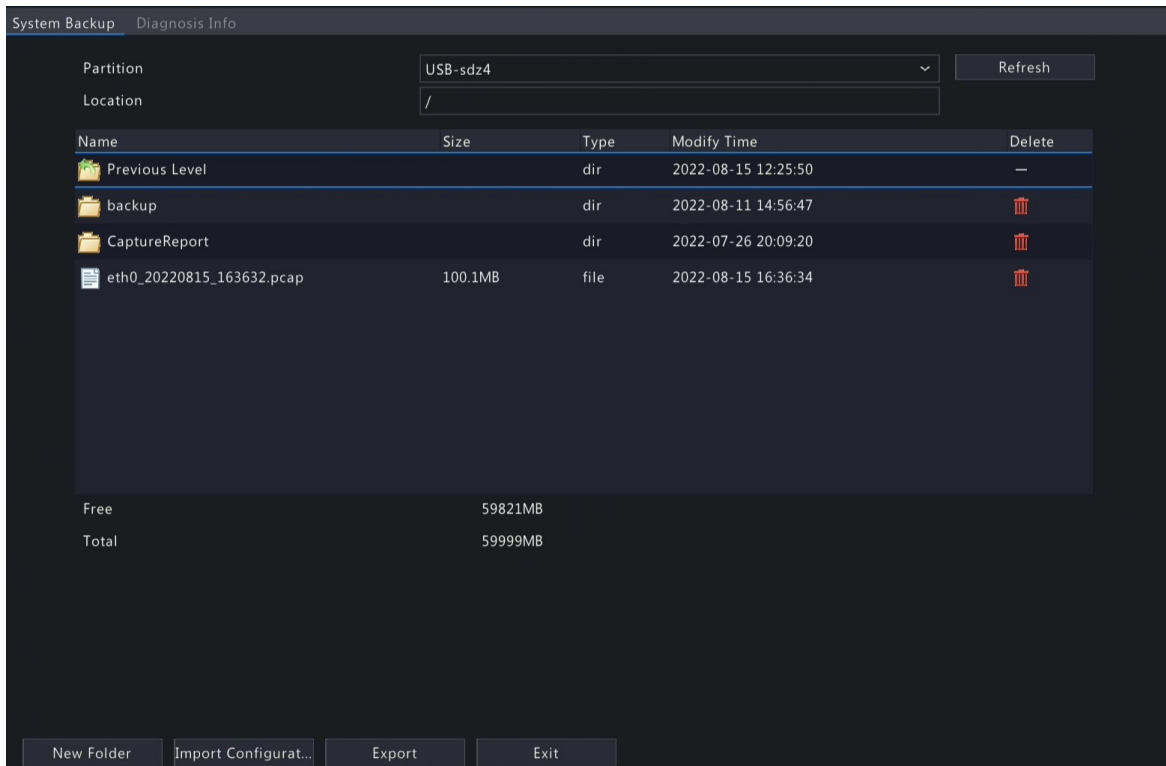 System Backup Diagnosis Info
Partition USB-sdz4 Refresh
Location /
Name Size Type Modify Time Delete
Previous Level dir 2022-08-15 12:25:50 —
backup dir 2022-08-11 14:56:47
CaptureReport dir 2022-07-26 20:09:20
eth0_20220815_163632.pcap 100.1MB file 2022-08-15 16:36:34
Free 59821MB
Total 59999MB
New Folder Import Configurat... Export Exit